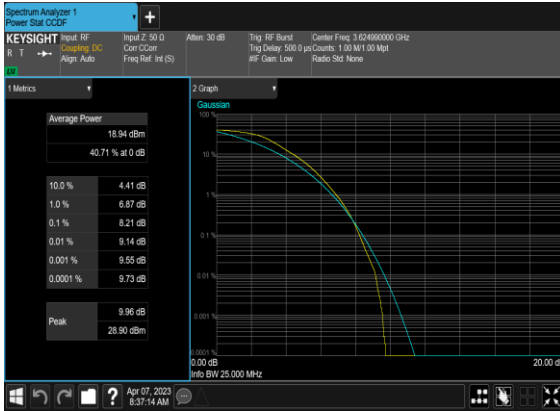 Spectrum Analyzer 1
Power Stat CCDF
KEYSIGHT
R T
Input: RF
Coupling: DC
Align: Auto
Input Z: 50 Ω
Corr CCorr
Freq Ref: Int (S)
Atten: 30 dB
Trig: RF Burst
Trig Delay: 500.0 µs
#IF Gain: Low
Center Freq: 3.624990000 GHz
Counts: 1.00 M/1.00 Mpt
Radio Std: None
1 Metrics
Average Power
18.94 dBm
40.71 % at 0 dB
10.0 % 4.41 dB
1.0 % 6.87 dB
0.1 % 8.21 dB
0.01 % 9.14 dB
0.001 % 9.55 dB
0.0001 % 9.73 dB
Peak
9.96 dB
28.90 dBm
2 Graph
Gaussian
100 %
10 %
1 %
0.1 %
0.01 %
0.001 %
0.0001 %
0.00 dB
20.00 d
Info BW 25.000 MHz
Apr 07, 2023
8:37:14 AM